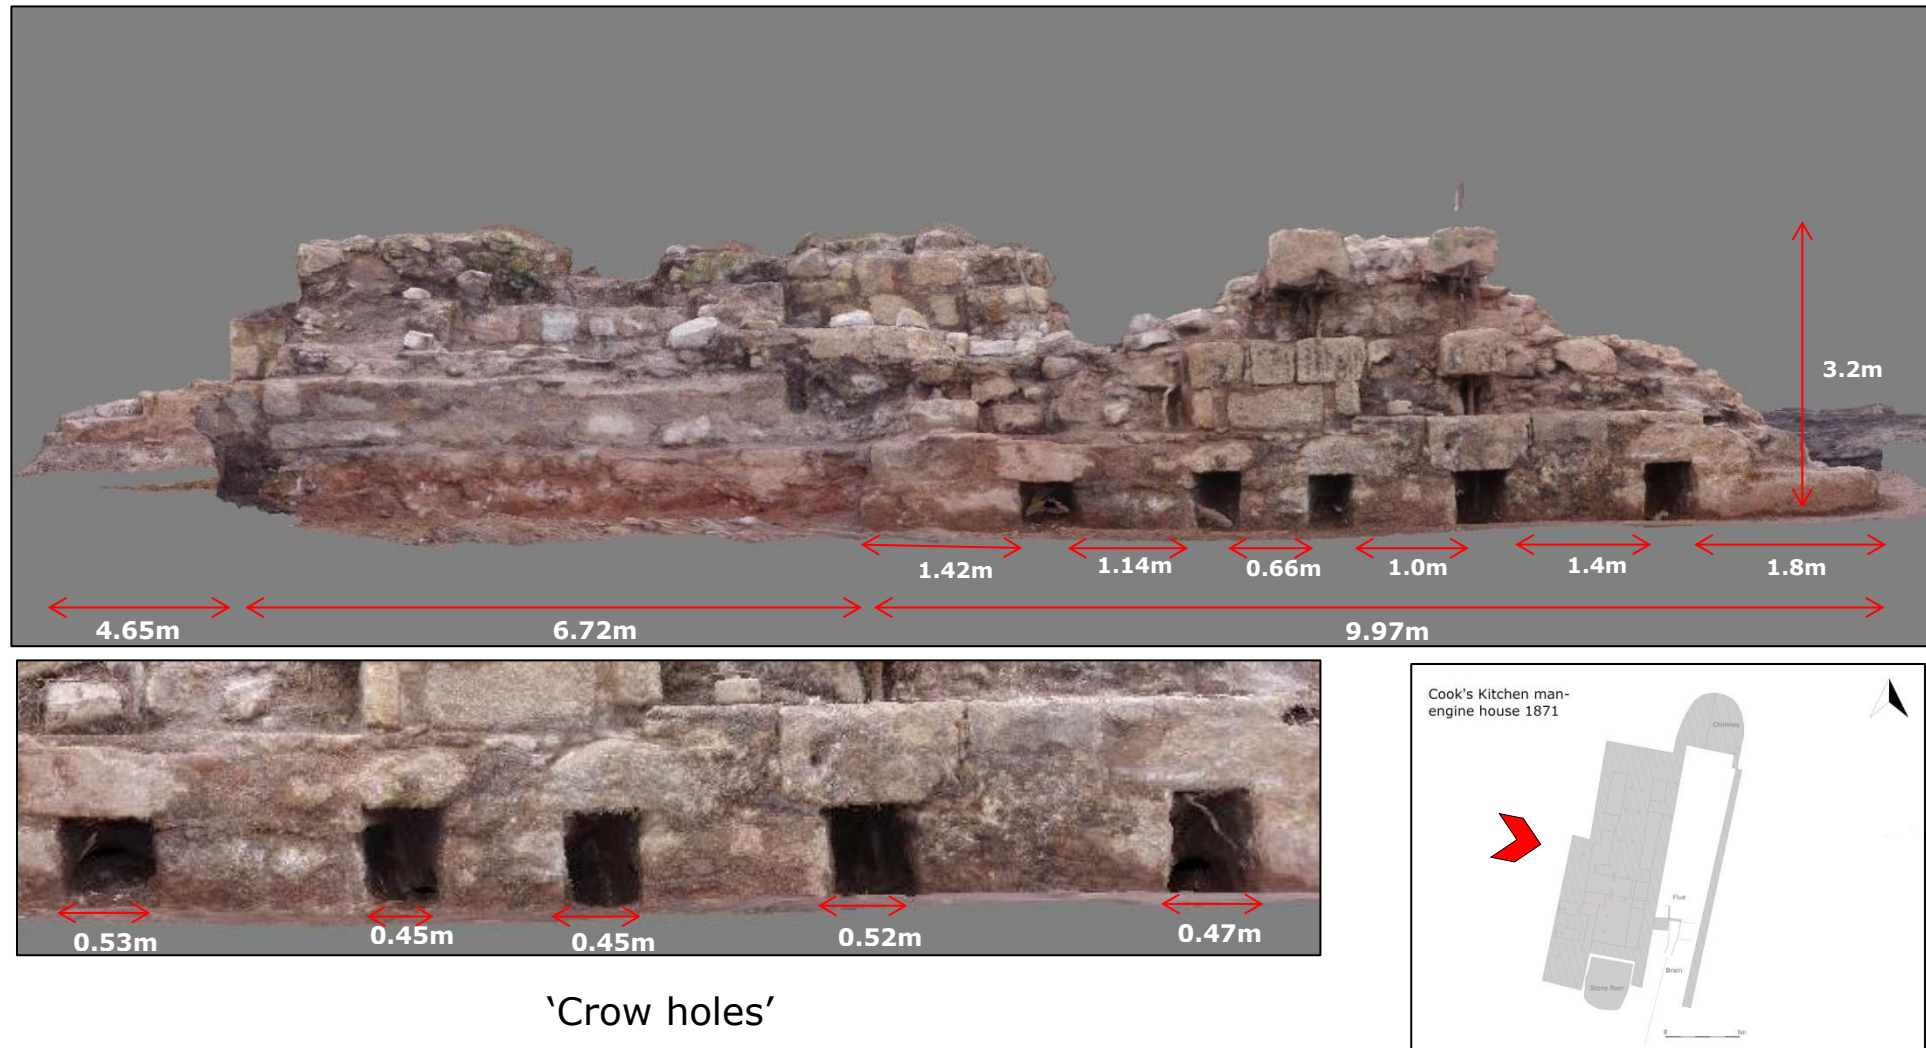 3.2m
1.42m
1.14m
0.66m
1.0m
1.4m
1.8m
4.65m
6.72m
9.97m
0.53m
0.45m
0.45m
0.52m
0.47m
'Crow holes'
Cook's Kitchen man-
engine house 1871
Chimney
Flue
Drain
Stone floor
0
5m